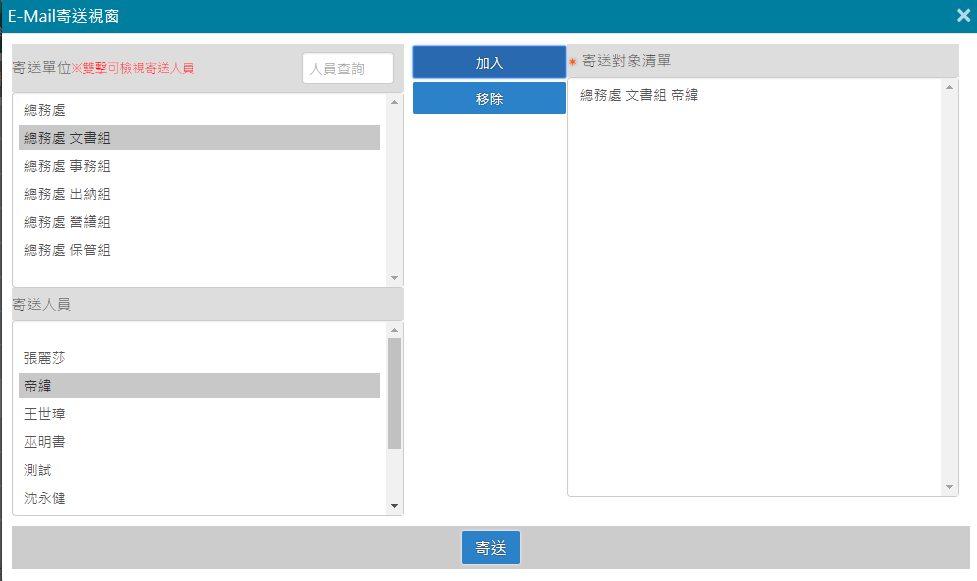 E-Mail寄送視窗
寄送單位※雙擊可檢視寄送人員
人員查詢
總務處
總務處 文書組
總務處 事務組
總務處 出納組
總務處 營繕組
總務處 保管組
寄送人員
張麗莎
帝緯
王世璋
巫明書
測試
沈永健
加入
移除
* 寄送對象清單
總務處 文書組 帝緯
寄送